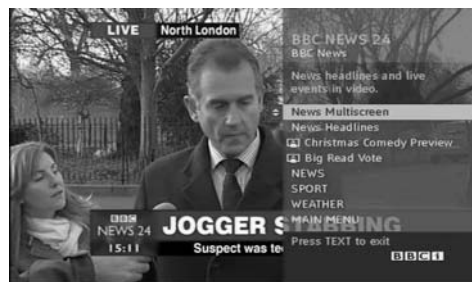 LIVE North London
BBC NEWS 24
BBC News
News headlines and live
events in video.
News Multiscreen
News Headlines
Christmas Comedy Preview
Big Read Vote
NEWS
SPORT
WEATHER
MAIN MENU
Press TEXT to exit
BBC 1
BBC
NEWS 24
15:11
JOGGER STABBING
Suspect was